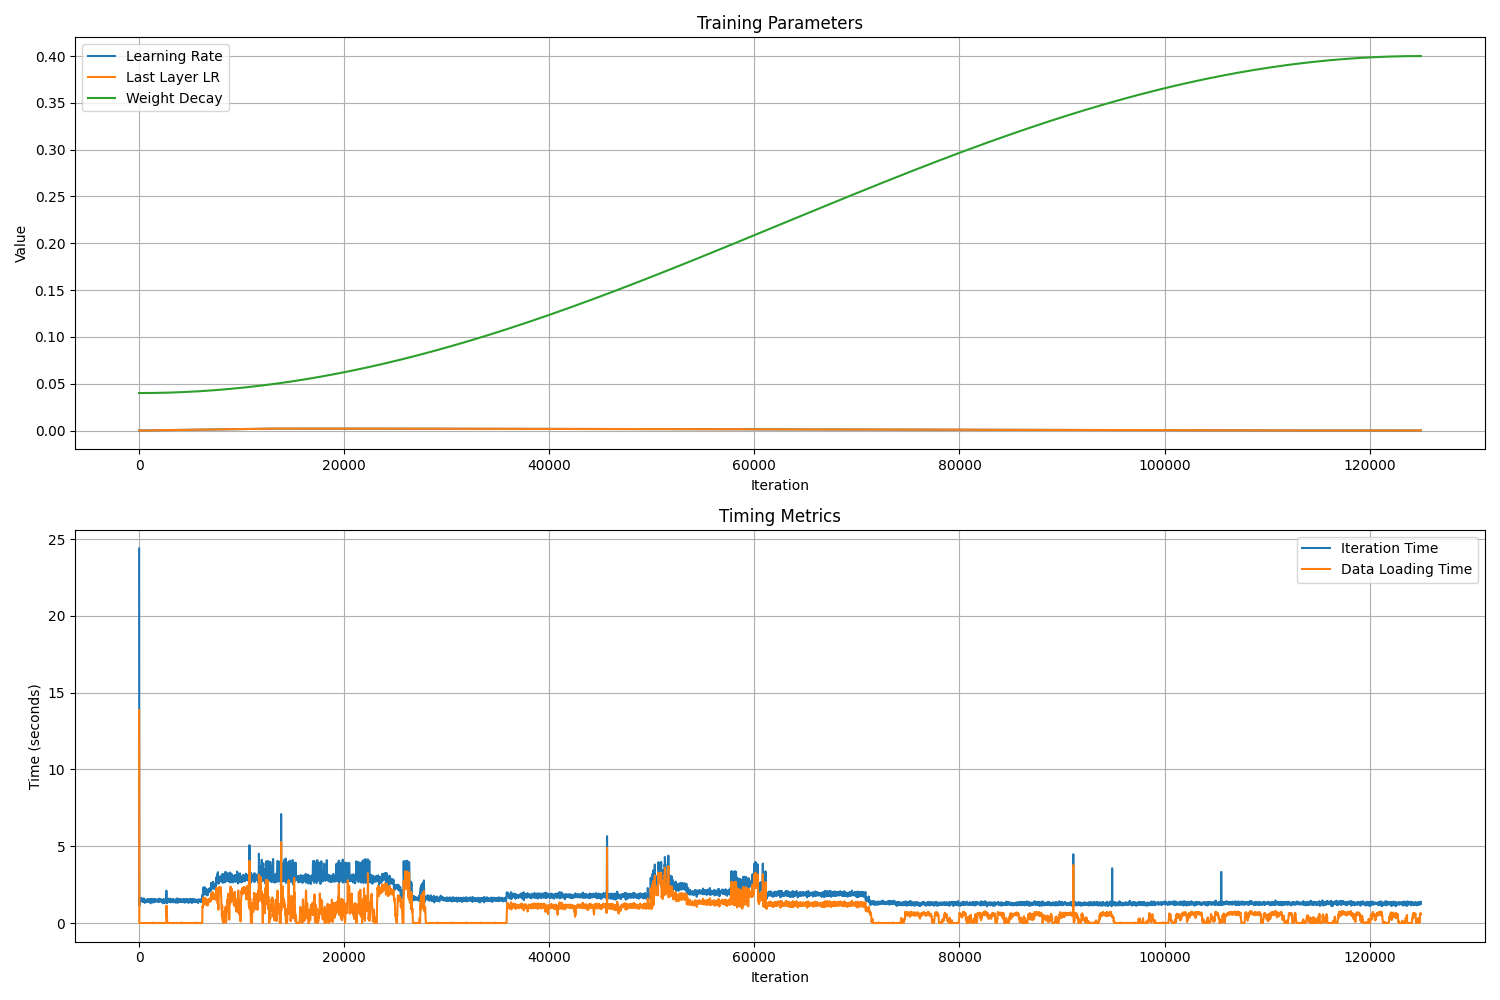 Training Parameters
Learning Rate
Last Layer LR
Weight Decay
Value
0.40
0.35
0.30
0.25
0.20
0.15
0.10
0.05
0.00
0
20000
40000
60000
80000
100000
120000
Iteration
Timing Metrics
Iteration Time
Data Loading Time
Time (seconds)
25
20
15
10
5
0
0
20000
40000
60000
80000
100000
120000
Iteration